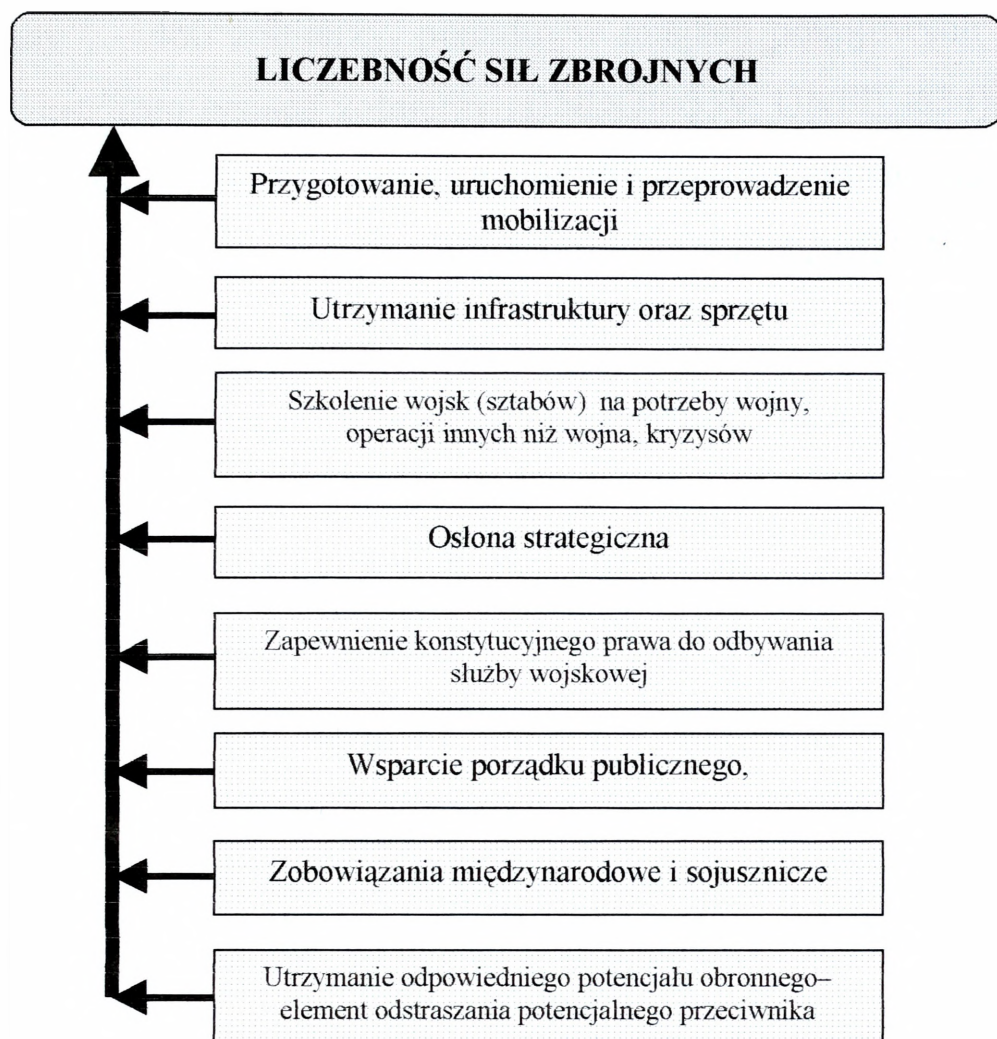 LICZEBNOŚĆ SIŁ ZBROJNYCH
Przygotowanie, uruchomienie i przeprowadzenie
mobilizacji
Utrzymanie infrastruktury oraz sprzętu
Szkolenie wojsk (sztabów) na potrzeby wojny,
operacji innych niż wojna, kryzysów
Osłona strategiczna
Zapewnienie konstytucyjnego prawa do odbywania
służby wojskowej
Wsparcie porządku publicznego,
Zobowiązania międzynarodowe i sojusznicze
Utrzymanie odpowiedniego potencjału obronnego–
element odstraszania potencjalnego przeciwnika